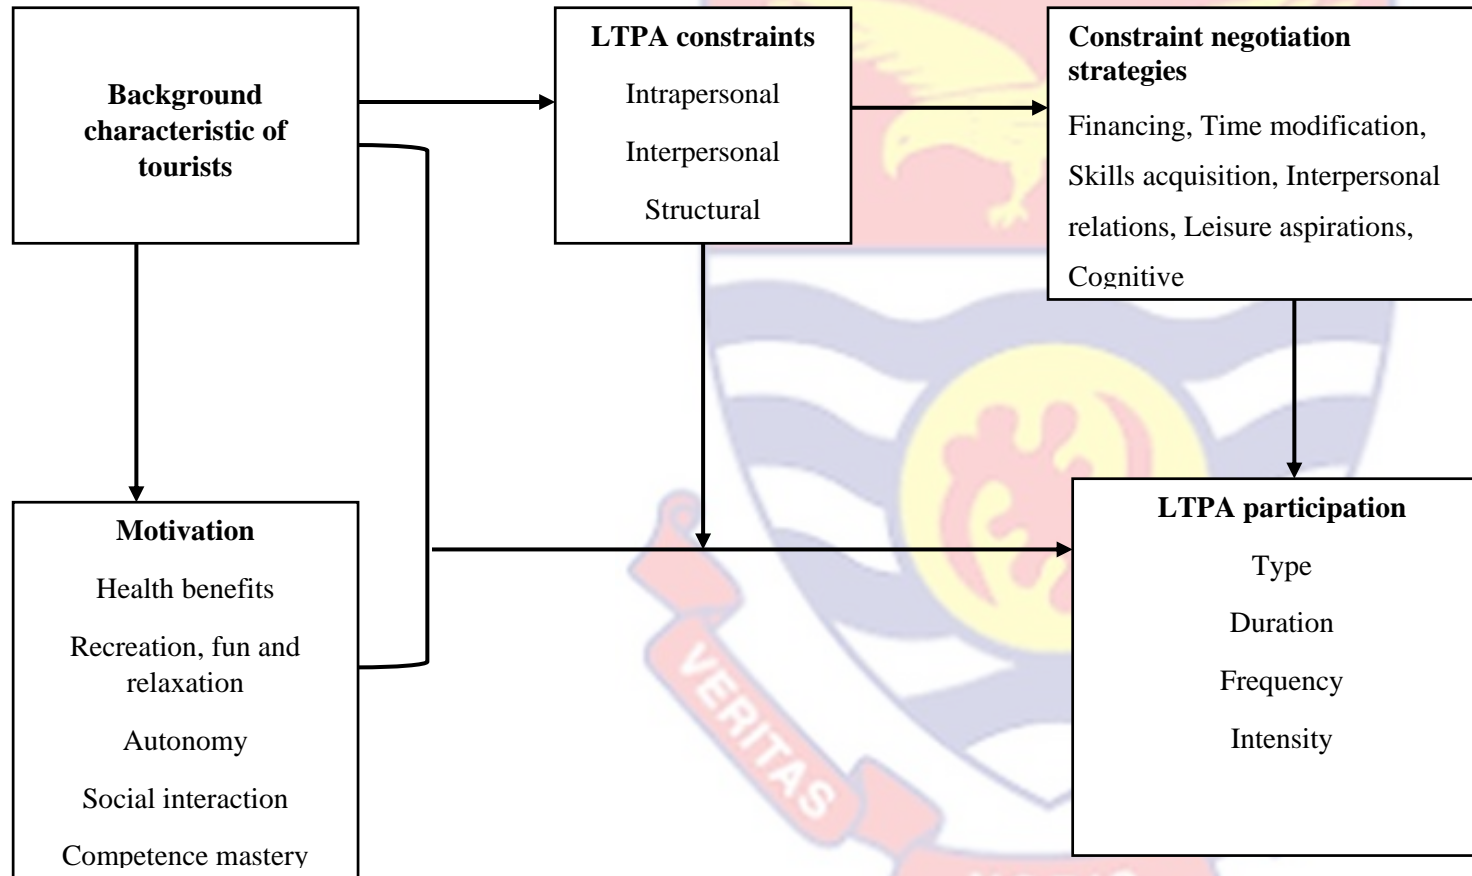 Background
characteristic of
tourists
LTPA constraints
Intrapersonal
Interpersonal
Structural
Constraint negotiation
strategies
Financing, Time modification,
Skills acquisition, Interpersonal
relations, Leisure aspirations,
Cognitive
Motivation
Health benefits
Recreation, fun and
relaxation
Autonomy
Social interaction
Competence mastery
LTPA participation
Type
Duration
Frequency
Intensity
VERITAS